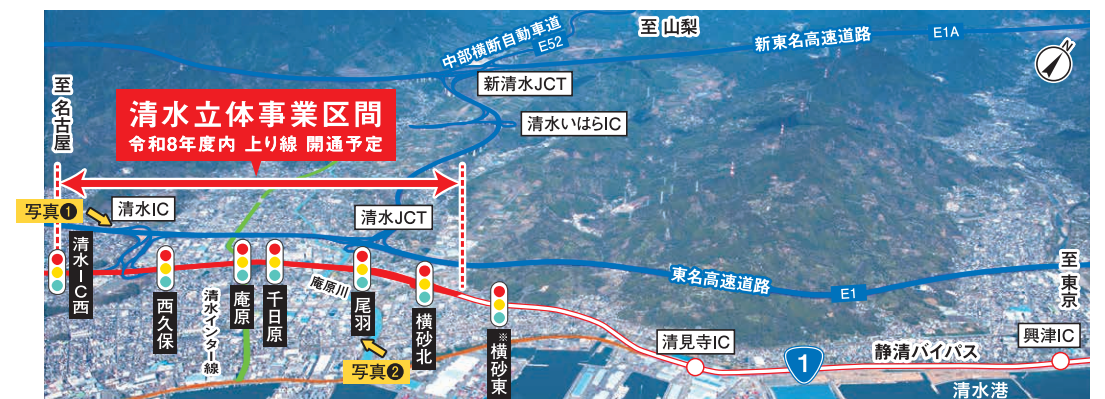 至 山梨
中部横断自動車道
E52
新東名高速道路
E1A
N
至 名古屋
新清水JCT
清水立体事業区間
令和8年度内 上り線 開通予定
清水いはらIC
写真❶
清水IC
清水JCT
清水IC西
西久保
清水インター線
庵原
千日原
庵原川
尾羽
横砂北
※横砂東
写真❷
東名高速道路
E1
至 東京
清見寺IC
1
静清バイパス
興津IC
清水港